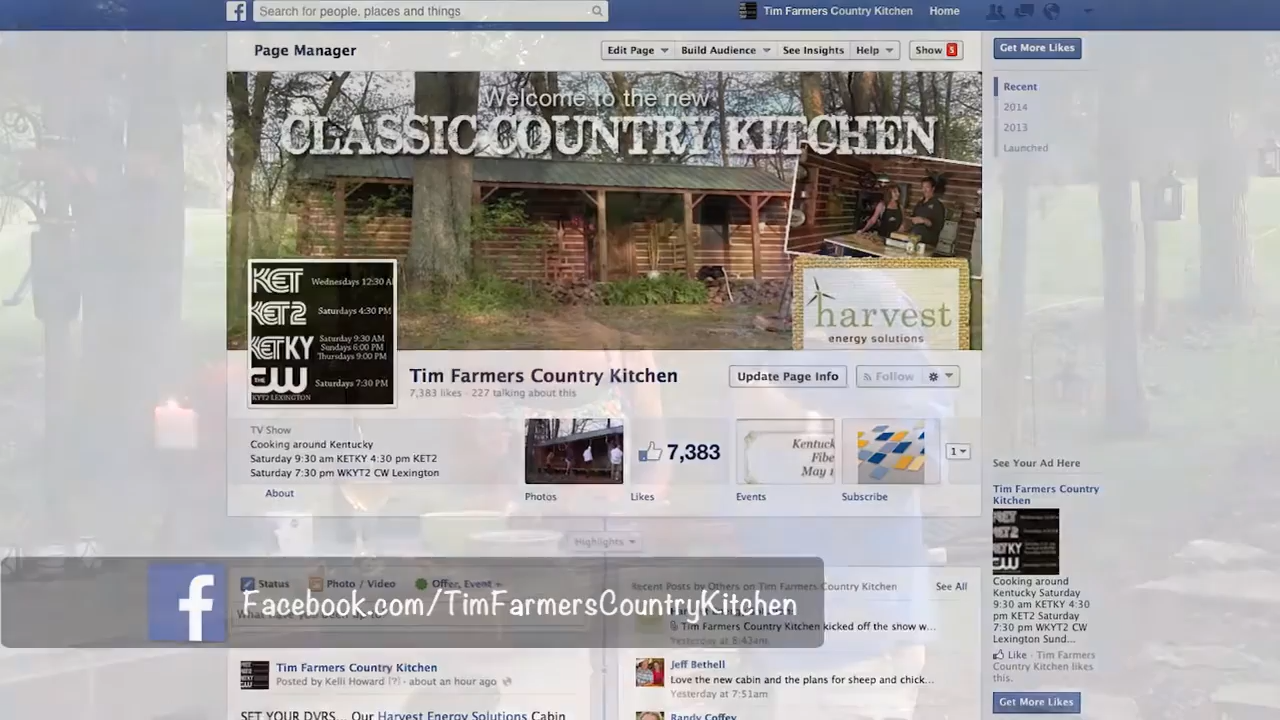 Search for people, places and things
Tim Farmers Country Kitchen
Home
Page Manager
Edit Page
Build Audience
See Insights
Help
Show 3
Get More Likes
Recent
2014
2013
Launched
Welcome to the new
CLASSIC COUNTRY KITCHEN
KET Wednesdays 12:30 A
KET2 Saturdays 4:30 PM
KETKY Saturday 9:30 AM
Sundays 6:00 PM
Thursdays 9:00 PM
THE CW Saturdays 7:30 PM
KYT2 LEXINGTON
harvest
energy solutions
Tim Farmers Country Kitchen
7,383 likes · 227 talking about this
Update Page Info
Follow
TV Show
Cooking around Kentucky
Saturday 9:30 am KETKY 4:30 pm KET2
Saturday 7:30 pm WKYT2 CW Lexington
About
Photos
7,383
Likes
Kentuck
Fibe
May 1
Events
Subscribe
1
See Your Ad Here
Tim Farmers Country
Kitchen
Cooking around
Kentucky Saturday
9:30 am KETKY 4:30
pm KET2 Saturday
7:30 pm WKYT2 CW
Lexington Sund...
Like · Tim Farmers
Country Kitchen likes
this.
Get More Likes
Highlights
Status
Photo / Video
Offer, Event +
Recent Posts by Others on Tim Farmers Country Kitchen
See All
Facebook.com/TimFarmersCountryKitchen
Tim Farmers Country Kitchen kicked off the show w...
Yesterday at 8:43am
Tim Farmers Country Kitchen
Posted by Kelli Howard [?] · about an hour ago
SET YOUR DVRS... Our Harvest Energy Solutions Cabin
Jeff Bethell
Love the new cabin and the plans for sheep and chick...
Yesterday at 7:51am
Randy Coffey